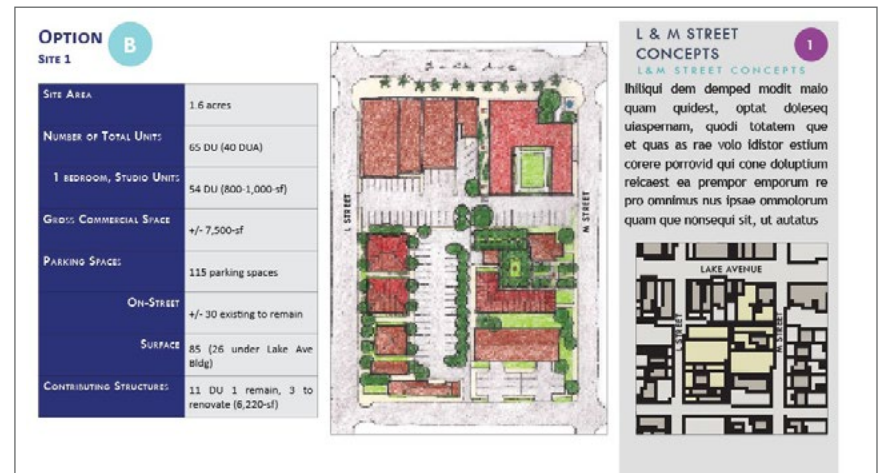 OPTION B
SITE 1
SITE AREA
1.6 acres
NUMBER OF TOTAL UNITS
65 DU (40 DUA)
1 BEDROOM, STUDIO UNITS
54 DU (800-1,000-sf)
GROSS COMMERCIAL SPACE
+/- 7,500-sf
PARKING SPACES
115 parking spaces
ON-STREET
+/- 30 existing to remain
SURFACE
85 (26 under Lake Ave
Bldg)
CONTRIBUTING STRUCTURES
11 DU 1 remain, 3 to
renovate (6,220-sf)
L STREET
M STREET
L & M STREET
CONCEPTS
1
L&M STREET CONCEPTS
Ihiliqui dem demped modit maio
quam quidest, optat doleseq
uiaspernam, quodi totatem que
et quas as rae volo idistor estium
corere porrovid qui cone doluptium
reicaest ea prempor emporum re
pro omnimus nus ipsae ommolorum
quam que nonsequi sit, ut autatus
LAKE AVENUE
L STREET
M STREET